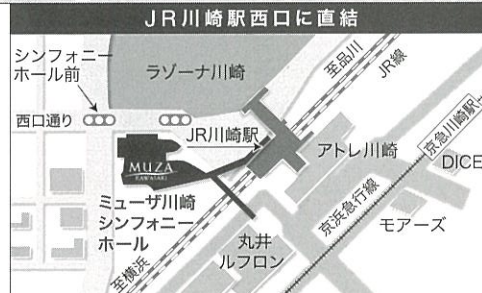 JR川崎駅西口に直結
シンフォニー
ホール前
ラゾーナ川崎
至品川
JR線
西口通り
JR川崎駅
アトレ川崎
京急川崎駅
DICE
MUZA
KAWASAKI
ミューザ川崎
シンフォニー
ホール
京浜急行線
モアーズ
丸井
ルフロン
至横浜